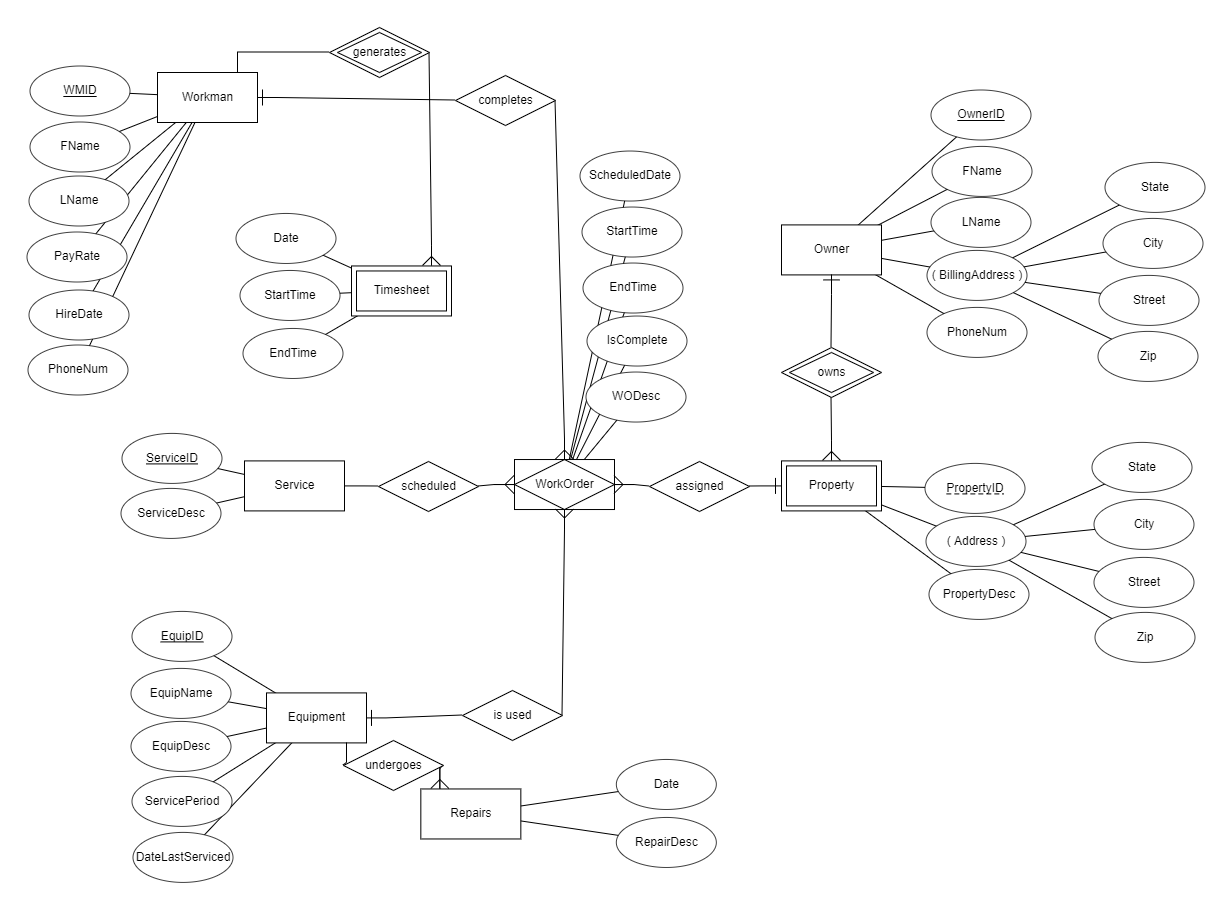 generates
WMID
Workman
completes
FName
LName
PayRate
HireDate
PhoneNum
Date
StartTime
EndTime
Timesheet
ScheduledDate
StartTime
EndTime
IsComplete
WODesc
OwnerID
FName
LName
Owner
( BillingAddress )
PhoneNum
State
City
Street
Zip
owns
ServiceID
ServiceDesc
Service
scheduled
WorkOrder
assigned
Property
PropertyID
( Address )
PropertyDesc
State
City
Street
Zip
EquipID
EquipName
EquipDesc
ServicePeriod
DateLastServiced
Equipment
is used
undergoes
Repairs
Date
RepairDesc